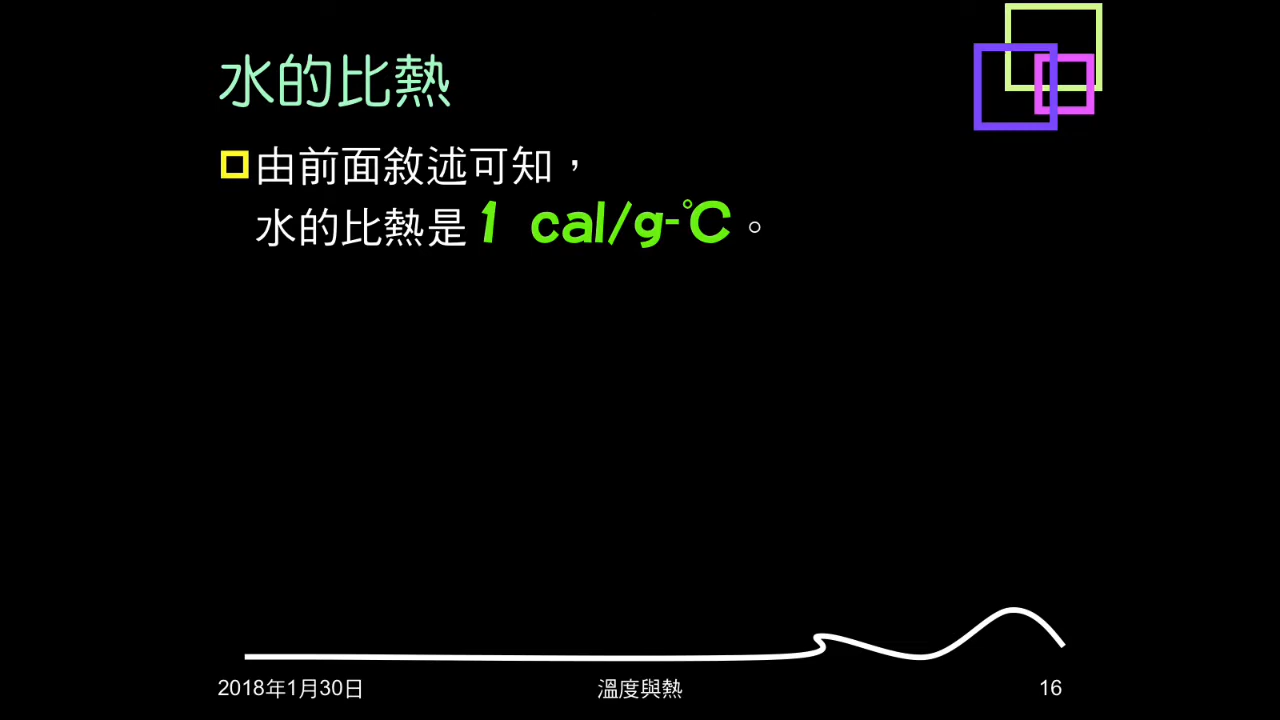 水的比熱
由前面敘述可知，
水的比熱是1 cal/g-℃。
2018年1月30日
溫度與熱
16